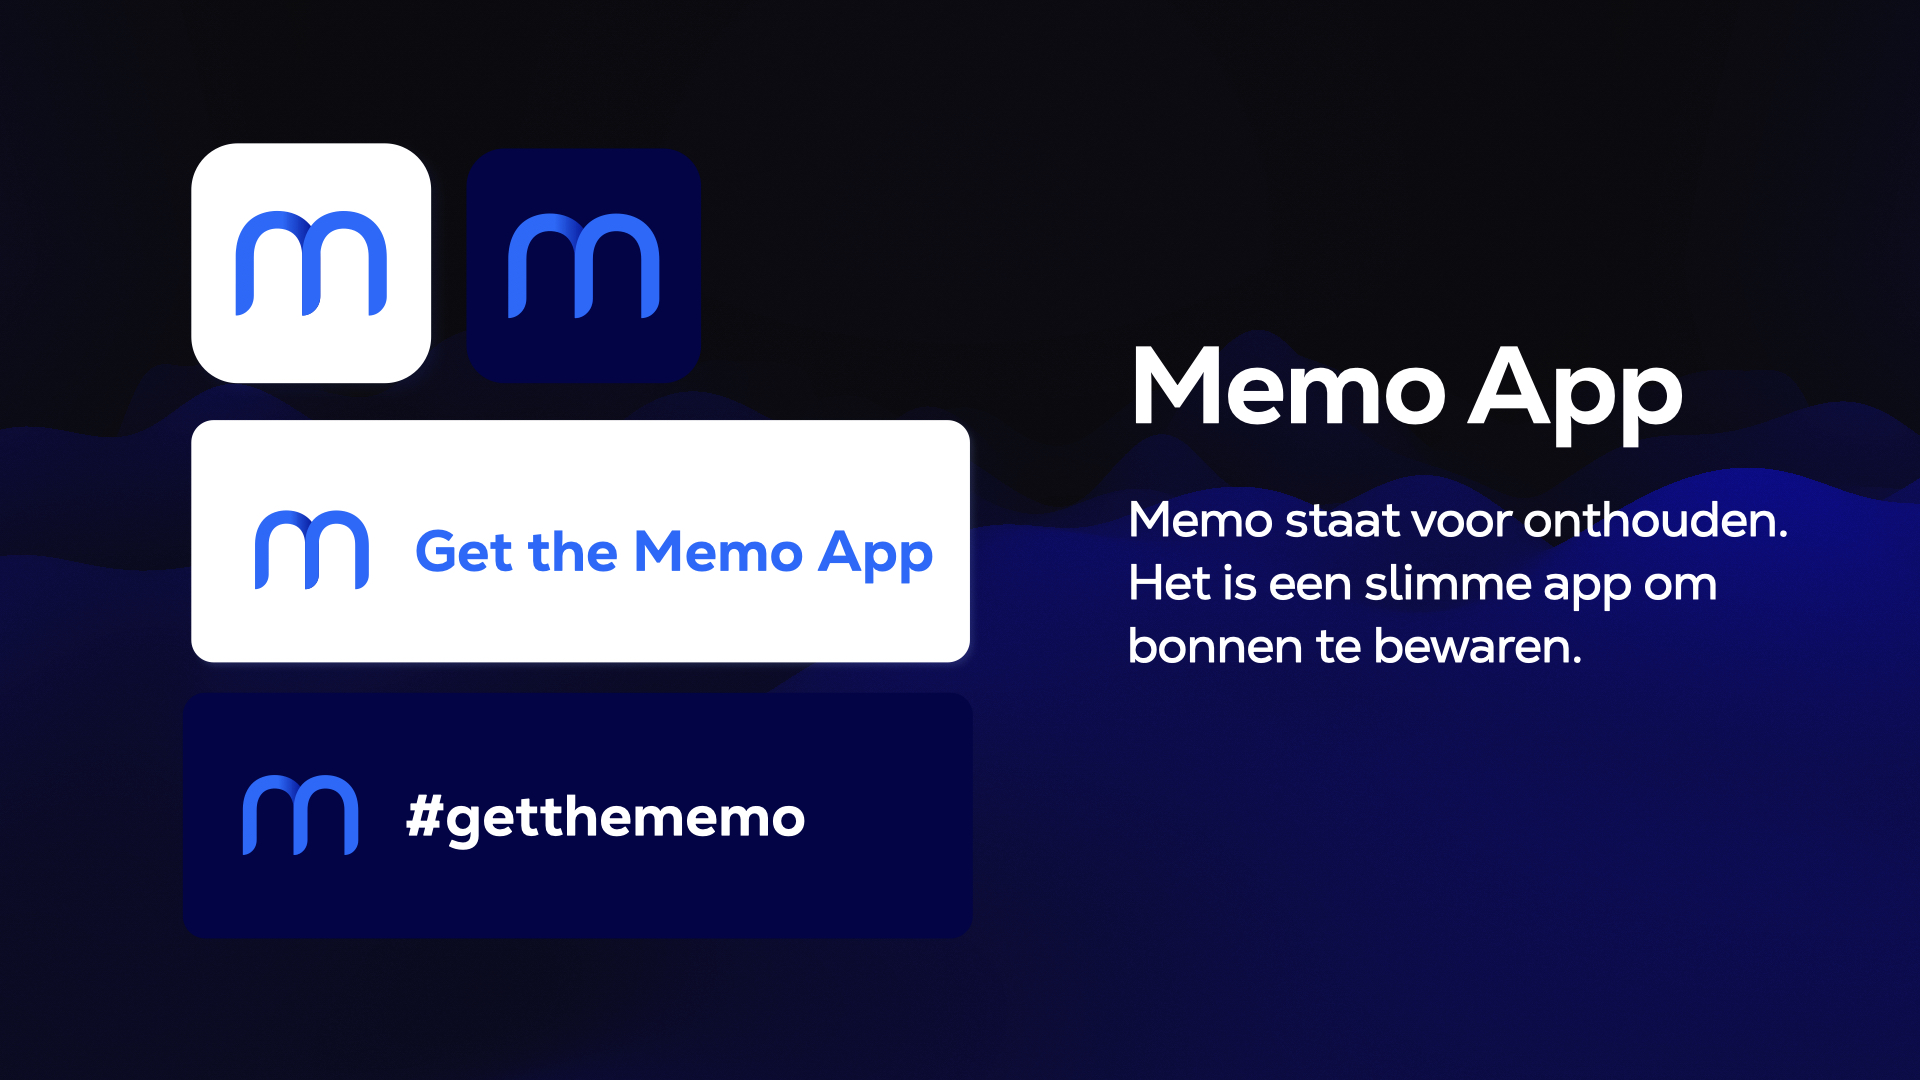 m
m
m Get the Memo App
m #getthememo
Memo App
Memo staat voor onthouden.
Het is een slimme app om
bonnen te bewaren.